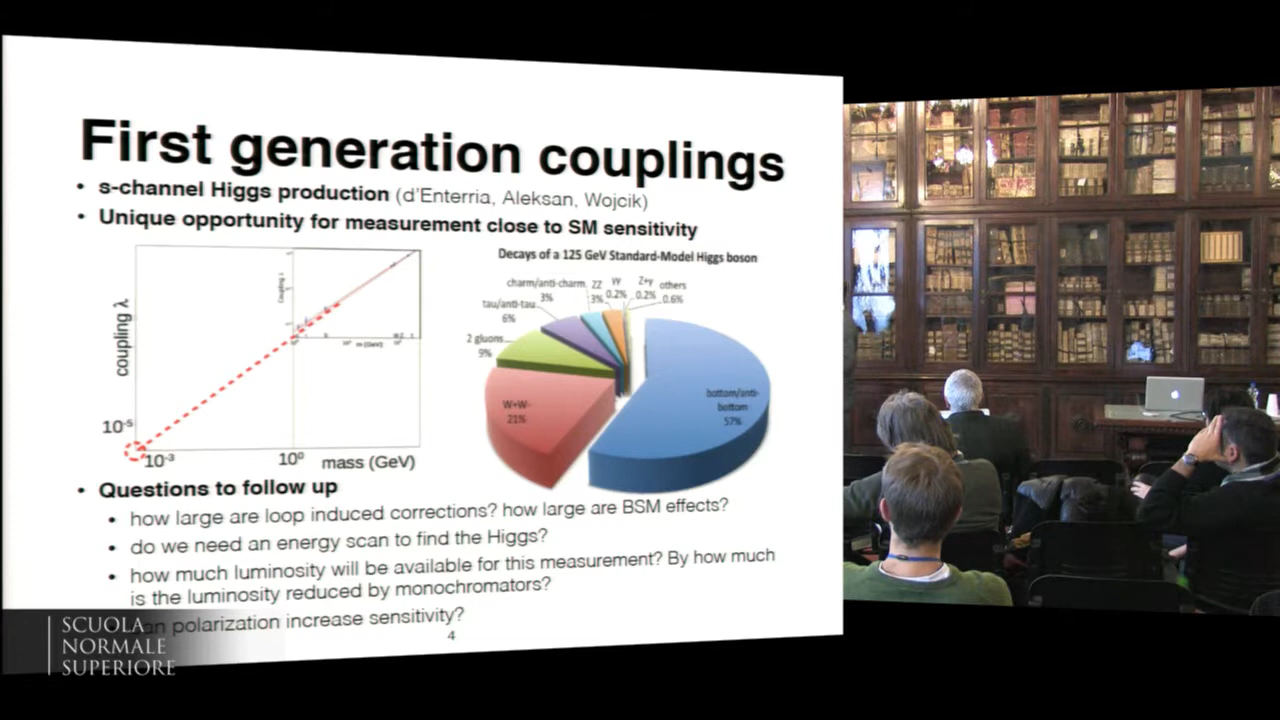 First generation couplings
• s-channel Higgs production (d'Enterria, Aleksan, Wojcik)
• Unique opportunity for measurement close to SM sensitivity
Decays of a 125 GeV Standard-Model Higgs boson
charm/anti-charm 3%
ZZ 3%
0.2%
Z+γ 0.2%
others 0.6%
tau/anti-tau 6%
2 gluons 9%
W+W- 21%
bottom/anti-bottom 57%
coupling λ
10⁻⁵
10⁻³
10⁰
mass (GeV)
Coupling λ
m (GeV)
• Questions to follow up
• how large are loop induced corrections? how large are BSM effects?
• do we need an energy scan to find the Higgs?
• how much luminosity will be available for this measurement? By how much
is the luminosity reduced by monochromators?
polarization increase sensitivity?
4
SCUOLA
NORMALE
SUPERIORE